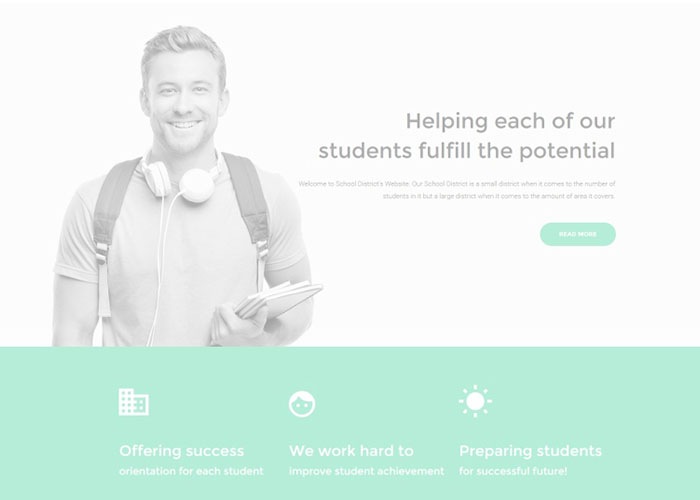 Helping each of our
students fulfill the potential
Welcome to School District's Website. Our School District is a small district when it comes to the number of
students in it but a large district when it comes to the amount of area it covers.
READ MORE
Offering success
orientation for each student
We work hard to
improve student achievement
Preparing students
for successful future!